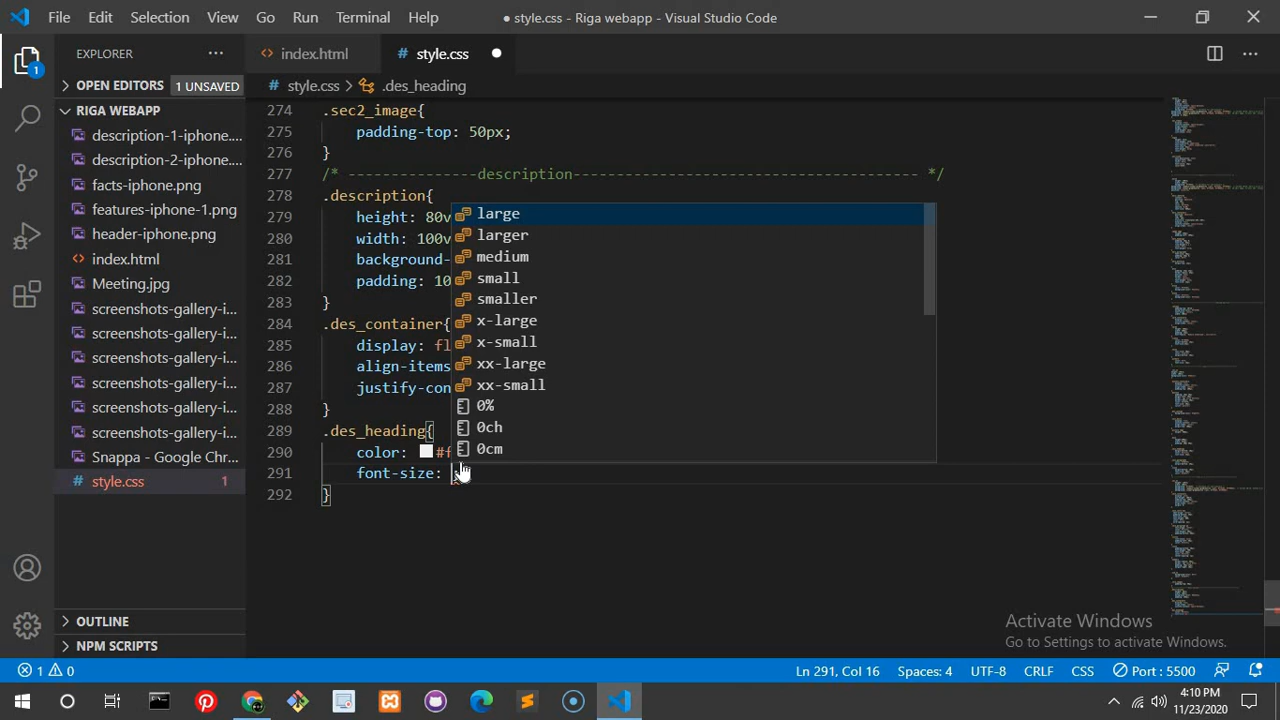 File Edit Selection View Go Run Terminal Help
● style.css - Riga webapp - Visual Studio Code
EXPLORER
index.html
# style.css
OPEN EDITORS 1 UNSAVED
# style.css > .des_heading
RIGA WEBAPP
description-1-iphone....
description-2-iphone....
facts-iphone.png
features-iphone-1.png
header-iphone.png
index.html
Meeting.jpg
screenshots-gallery-i...
screenshots-gallery-i...
screenshots-gallery-i...
screenshots-gallery-i...
screenshots-gallery-i...
screenshots-gallery-i...
Snappa - Google Chr...
# style.css 1
OUTLINE
NPM SCRIPTS
1
274 .sec2_image{
275 padding-top: 50px;
276 }
277 /* ---------------description---------------------------------------- */
278 .description{
279 height: 80v
280 width: 100v
281 background-
282 padding: 10
283 }
284 .des_container{
285 display: fl
286 align-items
287 justify-con
288 }
289 .des_heading{
290 color: #f
291 font-size:
292 }
large
larger
medium
small
smaller
x-large
x-small
xx-large
xx-small
0%
0ch
0cm
Activate Windows
Go to Settings to activate Windows.
1 0
Ln 291, Col 16 Spaces: 4 UTF-8 CRLF CSS Port : 5500
4:10 PM
11/23/2020